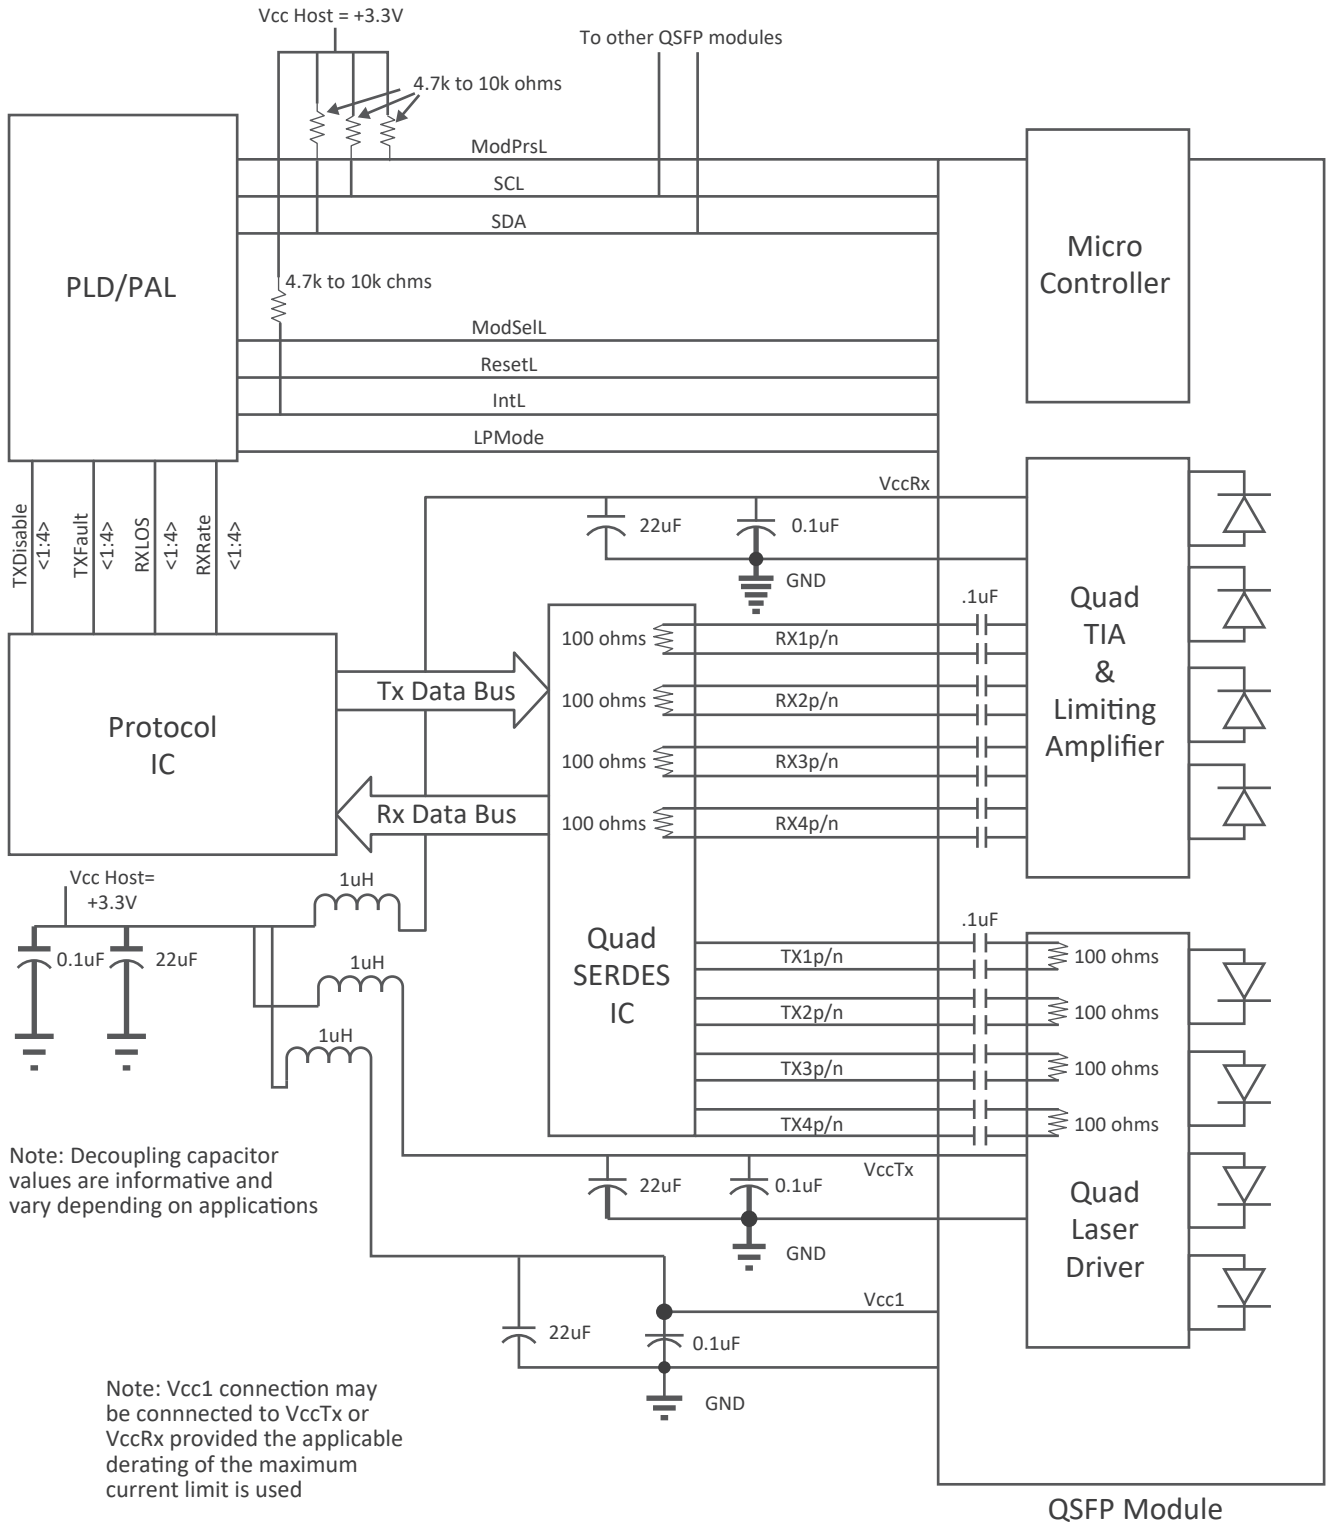 Vcc Host = +3.3V
To other QSFP modules
4.7k to 10k ohms
ModPrsL
SCL
SDA
PLD/PAL
4.7k to 10k chms
ModSelL
ResetL
IntL
LPMode
Micro
Controller
TXDisable
<1:4>
TXFault
<1:4>
RXLOS
<1:4>
RXRate
<1:4>
VccRx
22uF
0.1uF
GND
.1uF
100 ohms
RX1p/n
100 ohms
RX2p/n
100 ohms
RX3p/n
100 ohms
RX4p/n
Quad
TIA
&
Limiting
Amplifier
Tx Data Bus
Protocol
IC
Rx Data Bus
Vcc Host=
+3.3V
1uH
0.1uF
22uF
1uH
1uH
Quad
SERDES
IC
.1uF
TX1p/n
100 ohms
TX2p/n
100 ohms
TX3p/n
100 ohms
TX4p/n
100 ohms
Note: Decoupling capacitor
values are informative and
vary depending on applications
VccTx
22uF
0.1uF
GND
Quad
Laser
Driver
Vcc1
22uF
0.1uF
GND
Note: Vcc1 connection may
be connnected to VccTx or
VccRx provided the applicable
derating of the maximum
current limit is used
QSFP Module